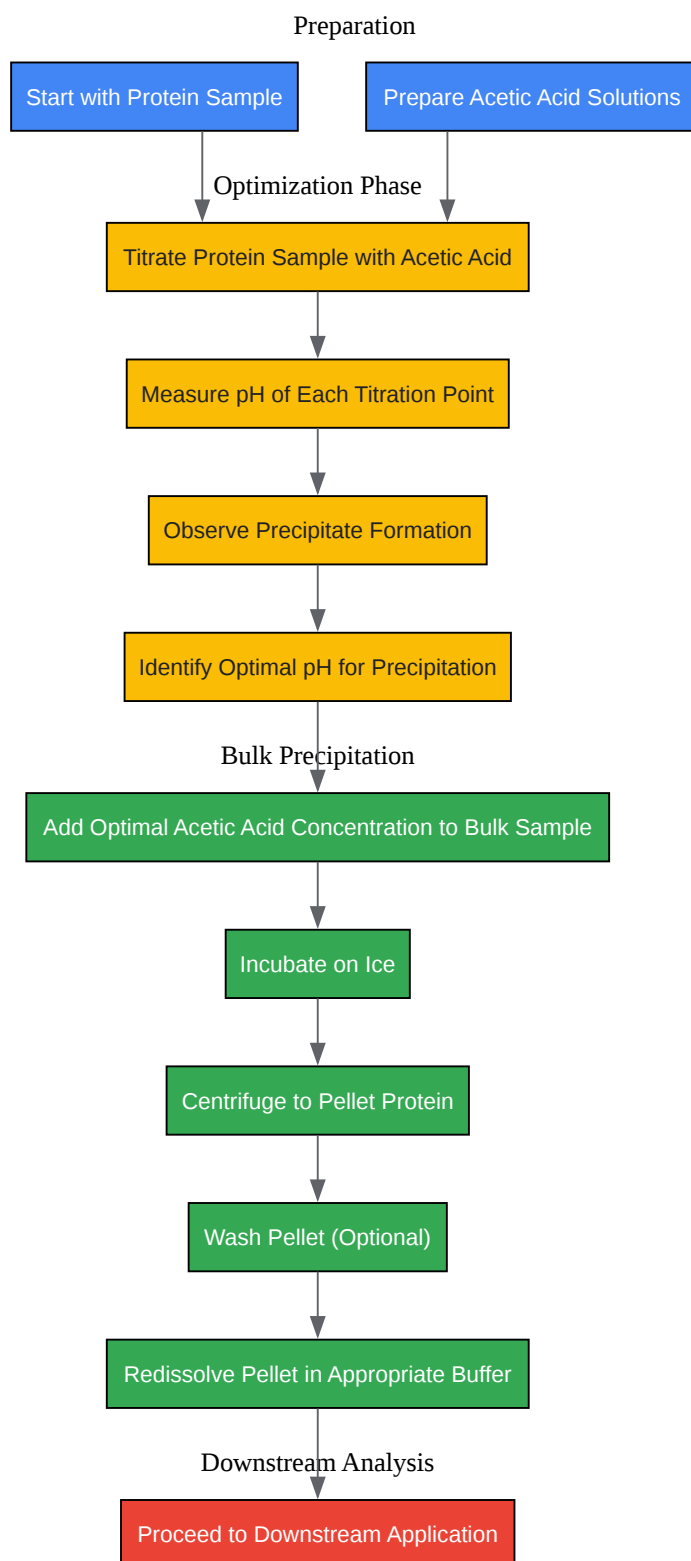 Preparation
Start with Protein Sample
Prepare Acetic Acid Solutions
Optimization Phase
Titrate Protein Sample with Acetic Acid
Measure pH of Each Titration Point
Observe Precipitate Formation
Identify Optimal pH for Precipitation
Bulk Precipitation
Add Optimal Acetic Acid Concentration to Bulk Sample
Incubate on Ice
Centrifuge to Pellet Protein
Wash Pellet (Optional)
Redissolve Pellet in Appropriate Buffer
Downstream Analysis
Proceed to Downstream Application